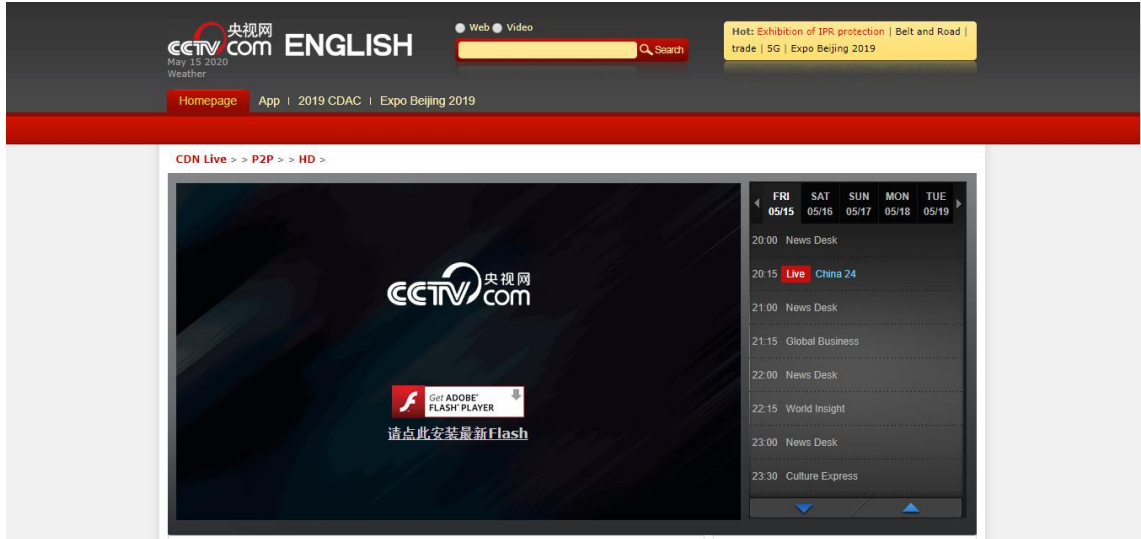 央视网
CCTV com ENGLISH
May 15 2020
Weather
Web Video
Search
Hot: Exhibition of IPR protection | Belt and Road |
trade | 5G | Expo Beijing 2019
Homepage App | 2019 CDAC | Expo Beijing 2019
CDN Live > > P2P > > HD >
央视网
CCTV com
Get ADOBE®
FLASH® PLAYER
请点此安装最新Flash
FRI SAT SUN MON TUE
05/15 05/16 05/17 05/18 05/19
20:00 News Desk
20:15 Live China 24
21:00 News Desk
21:15 Global Business
22:00 News Desk
22:15 World Insight
23:00 News Desk
23:30 Culture Express